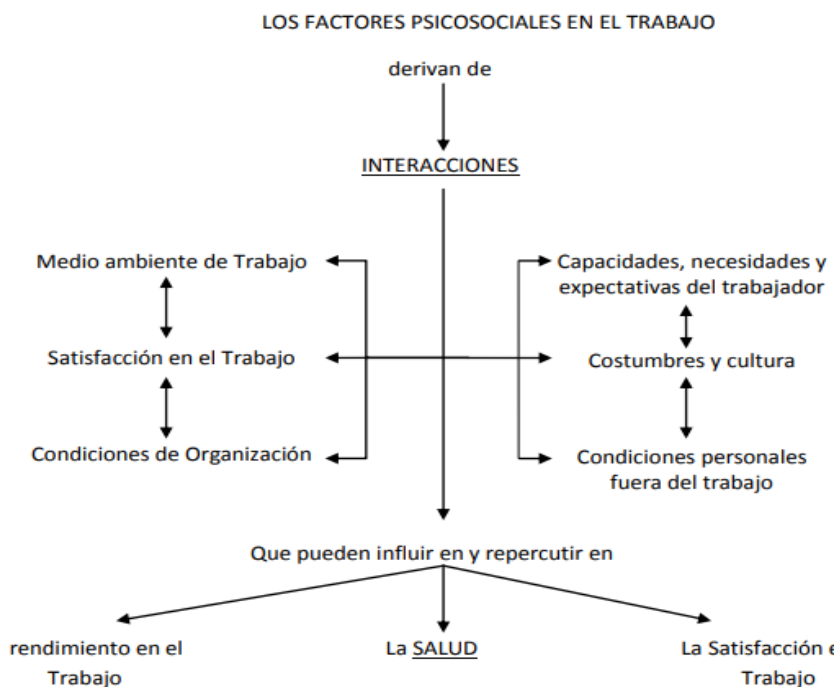 LOS FACTORES PSICOSOCIALES EN EL TRABAJO
derivan de
INTERACCIONES
Medio ambiente de Trabajo
Satisfacción en el Trabajo
Condiciones de Organización
Capacidades, necesidades y
expectativas del trabajador
Costumbres y cultura
Condiciones personales
fuera del trabajo
Que pueden influir en y repercutir en
rendimiento en el
Trabajo
La SALUD
La Satisfacción e
Trabajo